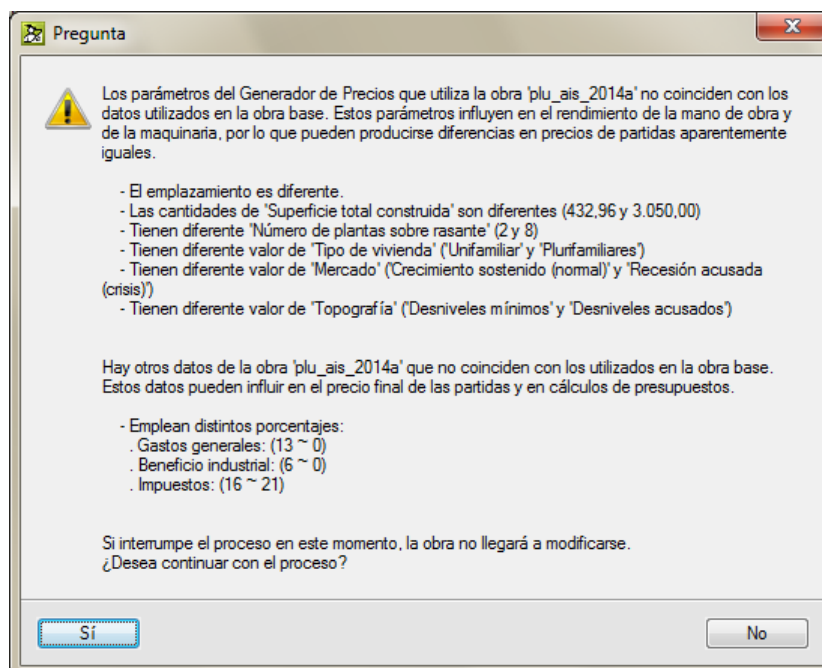 Pregunta
Los parámetros del Generador de Precios que utiliza la obra 'plu_ais_2014a' no coinciden con los
datos utilizados en la obra base. Estos parámetros influyen en el rendimiento de la mano de obra y
de la maquinaria, por lo que pueden producirse diferencias en precios de partidas aparentemente
iguales.
- El emplazamiento es diferente.
- Las cantidades de 'Superficie total construida' son diferentes (432,96 y 3.050,00)
- Tienen diferente 'Número de plantas sobre rasante' (2 y 8)
- Tienen diferente valor de 'Tipo de vivienda' ('Unifamiliar' y 'Plurifamiliares')
- Tienen diferente valor de 'Mercado' ('Crecimiento sostenido (normal)' y 'Recesión acusada
(crisis)')
- Tienen diferente valor de 'Topografía' ('Desniveles mínimos' y 'Desniveles acusados')
Hay otros datos de la obra 'plu_ais_2014a' que no coinciden con los utilizados en la obra base.
Estos datos pueden influir en el precio final de las partidas y en cálculos de presupuestos.
- Emplean distintos porcentajes:
. Gastos generales: (13 ~ 0)
. Beneficio industrial: (6 ~ 0)
. Impuestos: (16 ~ 21)
Si interrumpe el proceso en este momento, la obra no llegará a modificarse.
¿Desea continuar con el proceso?
Sí
No